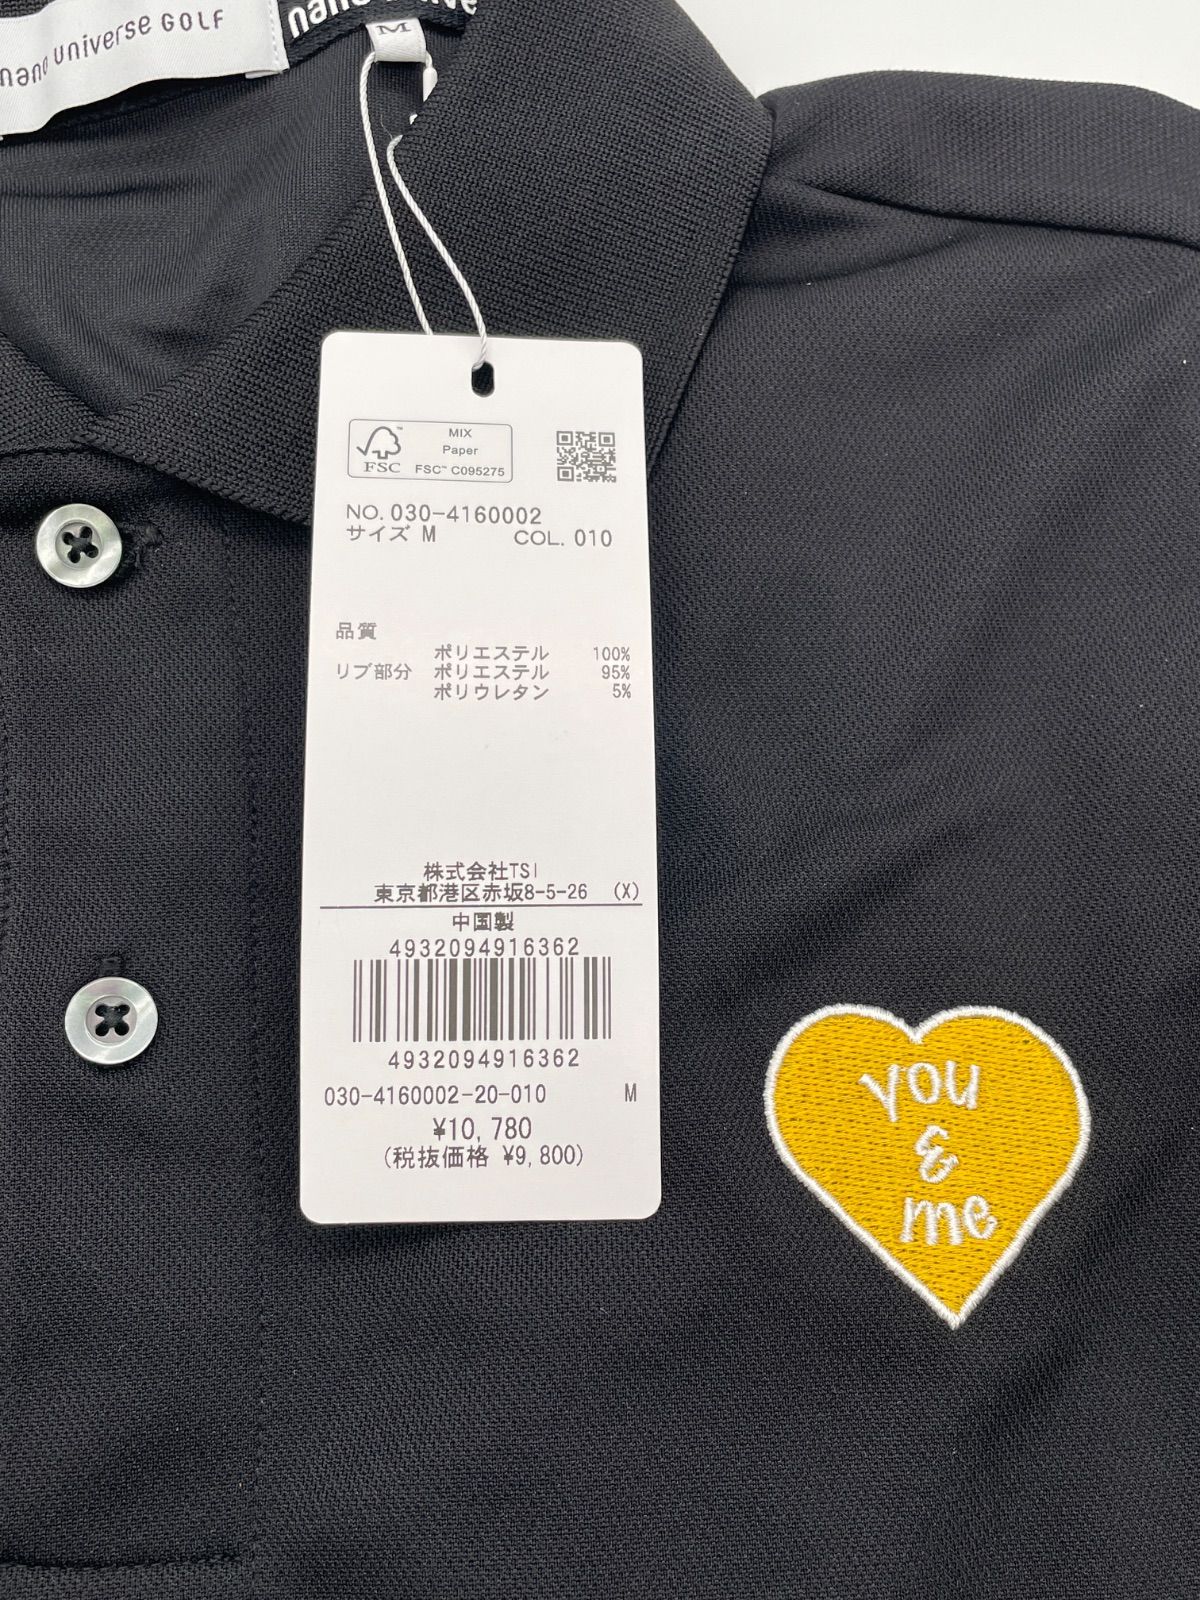 nano universe GOLF
M
MIX
Paper
FSC™ C095275
FSC
NO. 030-4160002
サイズ M COL. 010
品質
ポリエステル 100%
リブ部分 ポリエステル 95%
ポリウレタン 5%
株式会社TSI
東京都港区赤坂8-5-26 (X)
中国製
4932094916362
4932094916362
030-4160002-20-010 M
¥10,780
(税抜価格 ¥9,800)
you
&
me